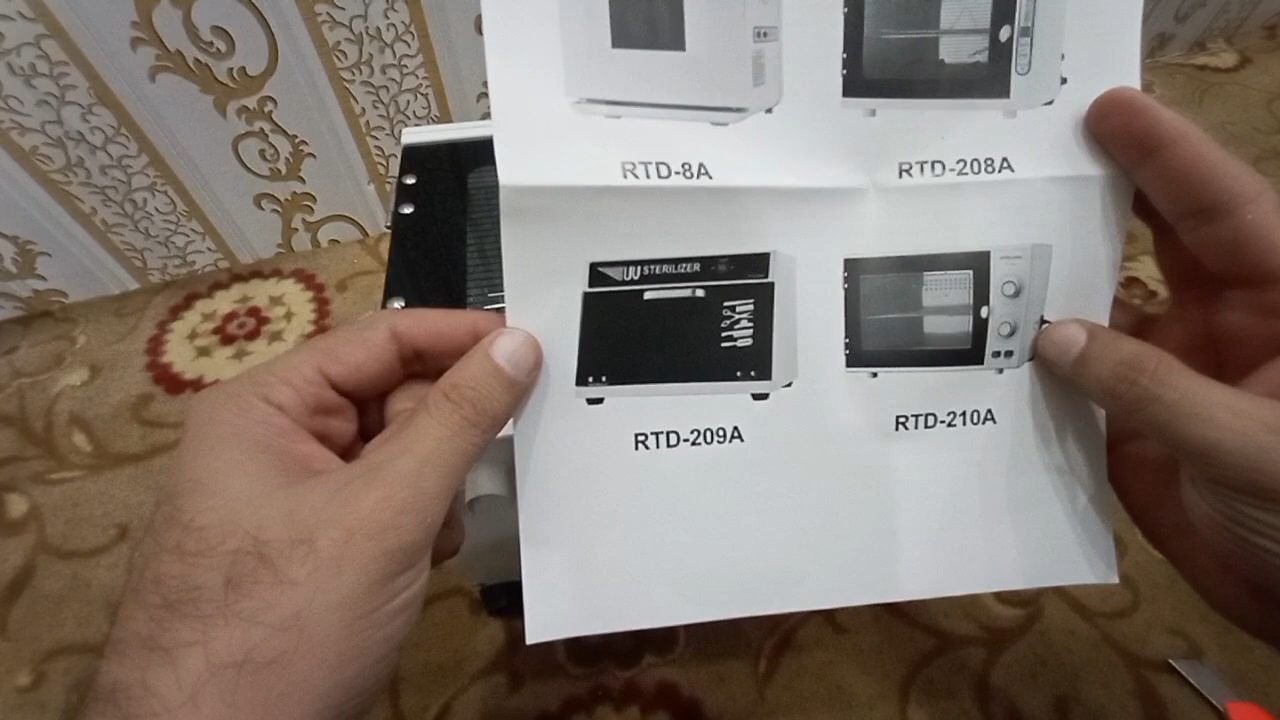 RTD-8A
RTD-208A
UV STERILIZER
RTD-209A
RTD-210A